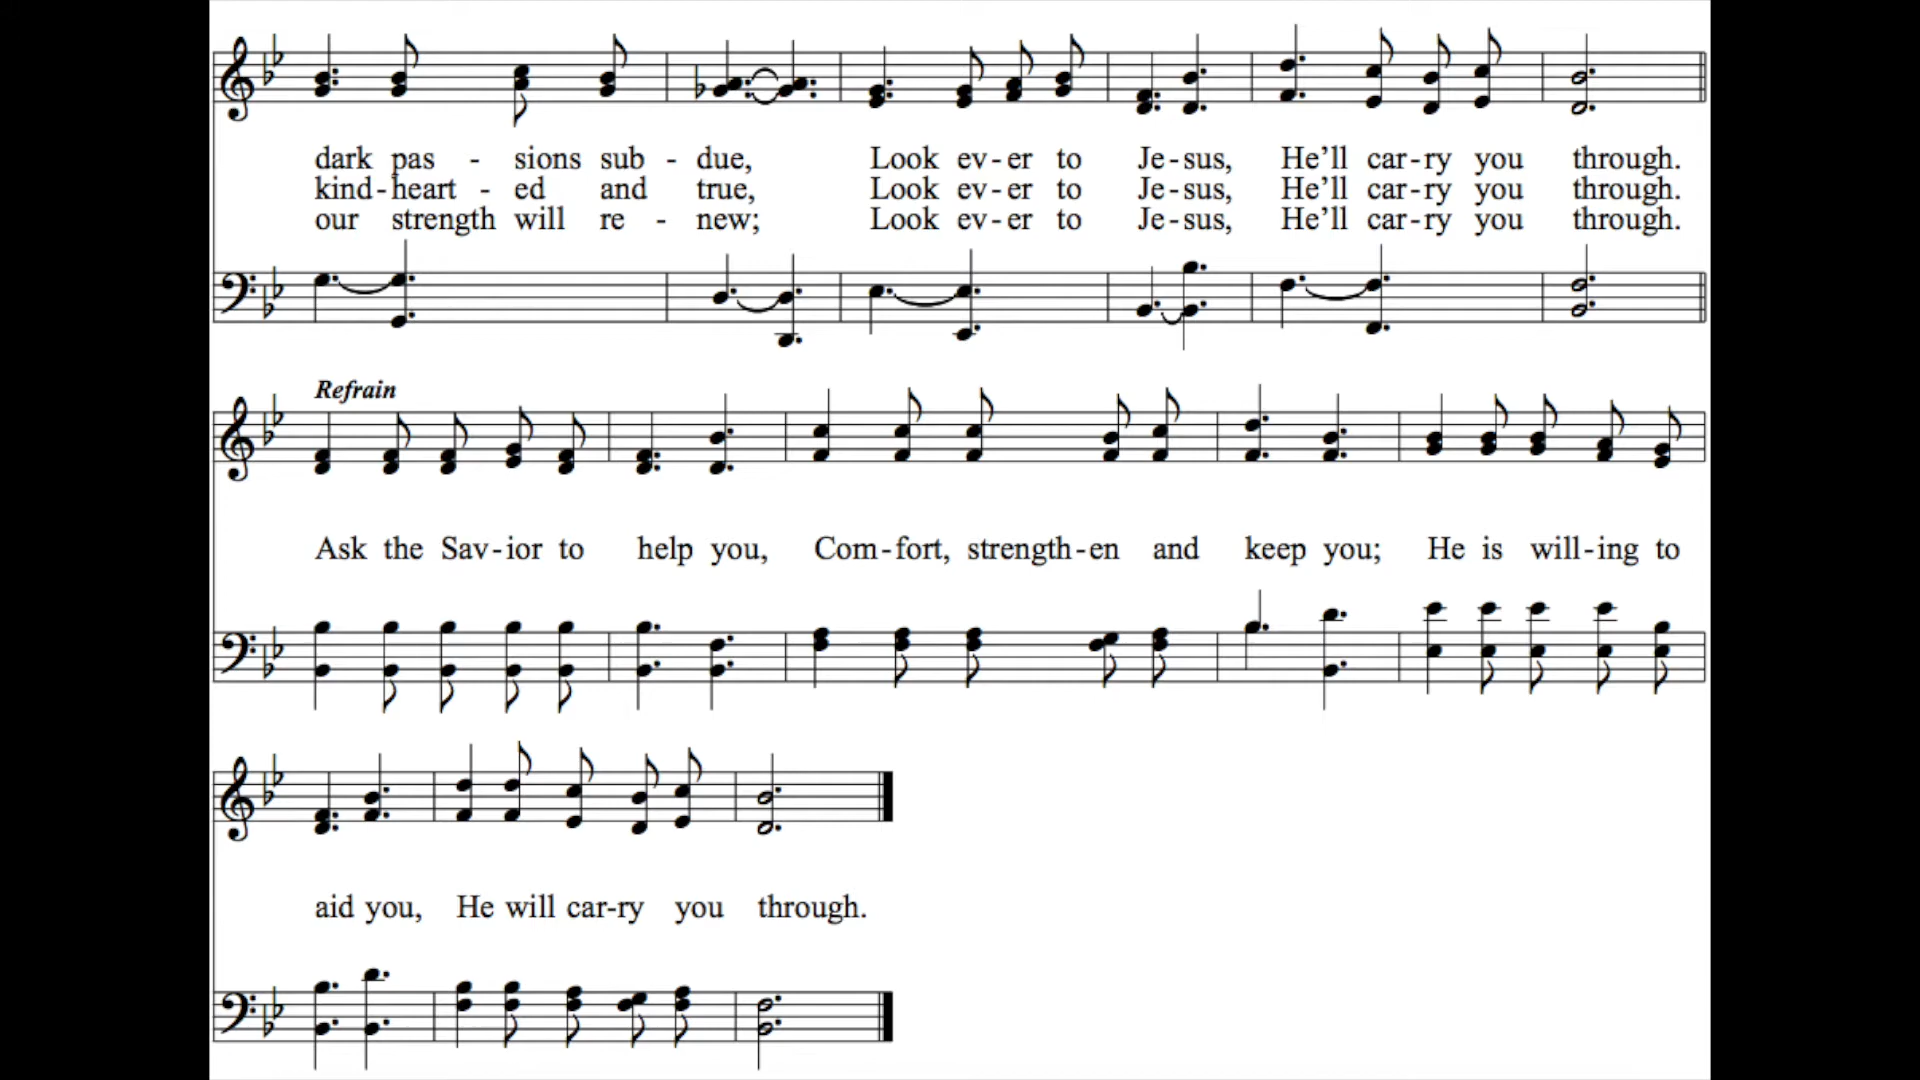 dark pas - sions sub - due, Look ev-er to Je-sus, He'll car-ry you through.
kind-heart - ed and true, Look ev-er to Je-sus, He'll car-ry you through.
our strength will re - new; Look ev-er to Je-sus, He'll car-ry you through.
Refrain
Ask the Sav-ior to help you, Com-fort, strength-en and keep you; He is will-ing to
aid you, He will car-ry you through.